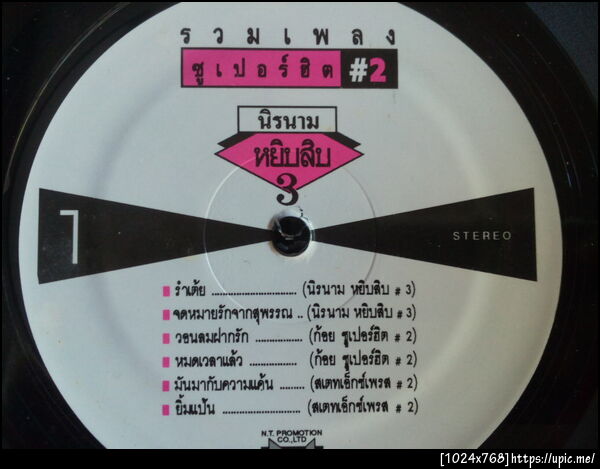 รวมเพลง
ซูเปอร์ฮิต #2
นิรนาม
หยิบสิบ
3
1
STEREO
รำเต้ย ................................ (นิรนาม หยิบสิบ # 3)
จดหมายรักจากสุพรรณ .. (นิรนาม หยิบสิบ # 3)
วอนลมฝากรัก .................. (ก้อย ซูเปอร์ฮิต # 2)
หมดเวลาแล้ว .................... (ก้อย ซูเปอร์ฮิต # 2)
มันมากับความแค้น ......... (สเตทเอ็กซ์เพรส # 2)
ยิ้มแป้น ............................. (สเตทเอ็กซ์เพรส # 2)
N.T. PROMOTION
CO.,LTD
[1024x768]https://upic.me/